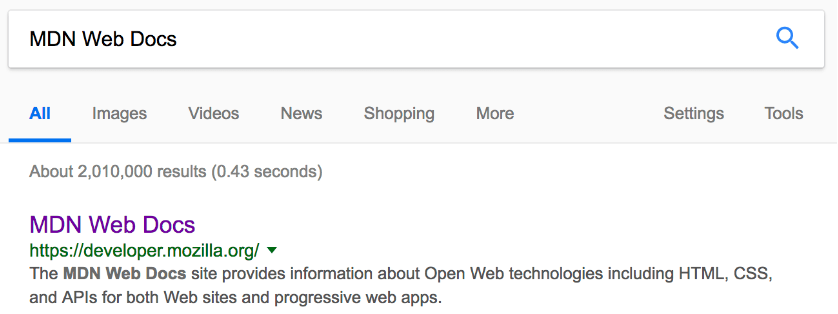 MDN Web Docs
All Images Videos News Shopping More Settings Tools
About 2,010,000 results (0.43 seconds)
MDN Web Docs
https://developer.mozilla.org/
The MDN Web Docs site provides information about Open Web technologies including HTML, CSS,
and APIs for both Web sites and progressive web apps.